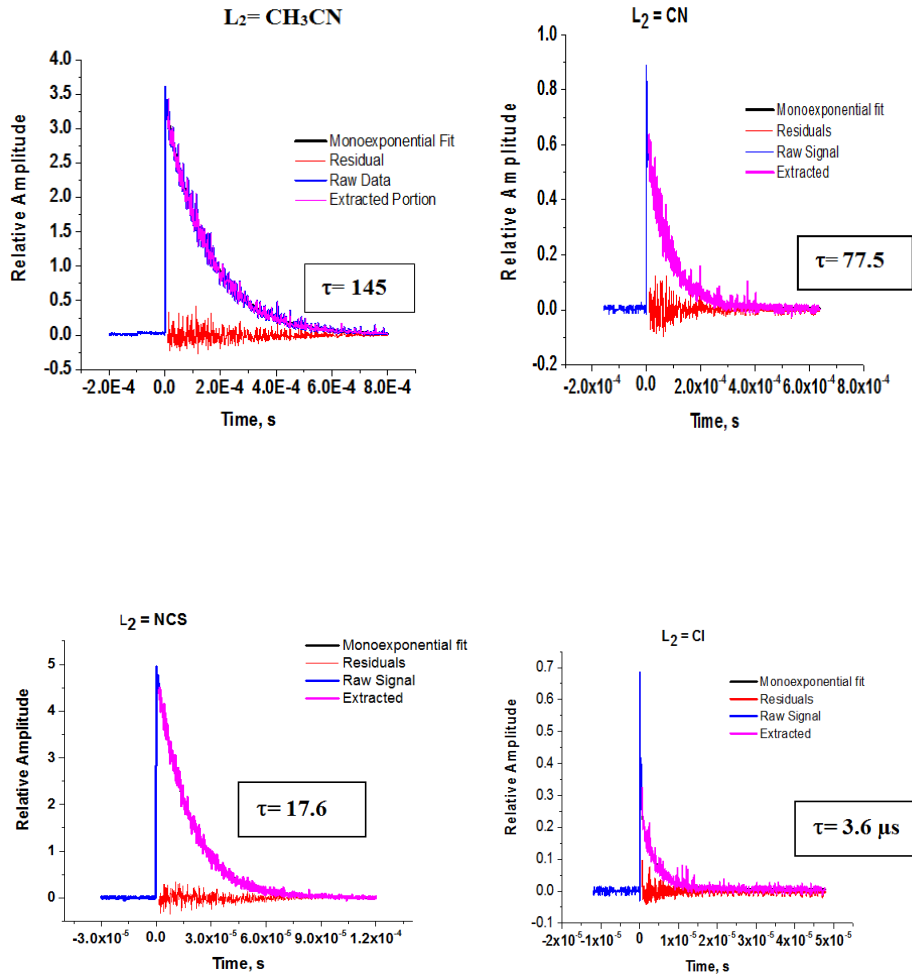 L₂= CH₃CN
Relative Amplitude
4.0
3.5
3.0
2.5
2.0
1.5
1.0
0.5
0.0
-0.5
Monoexponential Fit
Residual
Raw Data
Extracted Portion
τ= 145
-2.0E-4 0.0 2.0E-4 4.0E-4 6.0E-4 8.0E-4
Time, s
L₂ = CN
Relative Amplitude
1.0
0.8
0.6
0.4
0.2
0.0
-0.2
Monoexponential fit
Residuals
Raw Signal
Extracted
τ= 77.5
-2.0x10⁻⁴ 0.0 2.0x10⁻⁴ 4.0x10⁻⁴ 6.0x10⁻⁴ 8.0x10⁻⁴
Time, s
L₂ = NCS
Relative Amplitude
5
4
3
2
1
0
Monoexponential fit
Residuals
Raw Signal
Extracted
τ= 17.6
-3.0x10⁻⁵ 0.0 3.0x10⁻⁵ 6.0x10⁻⁵ 9.0x10⁻⁵ 1.2x10⁻⁴
Time, s
L₂ = Cl
Relative Amplitude
0.7
0.6
0.5
0.4
0.3
0.2
0.1
0.0
-0.1
Monoexponential fit
Residuals
Raw Signal
Extracted
τ= 3.6 µs
-2x10⁻⁵ -1x10⁻⁵ 0 1x10⁻⁵ 2x10⁻⁵ 3x10⁻⁵ 4x10⁻⁵ 5x10⁻⁵
Time, s